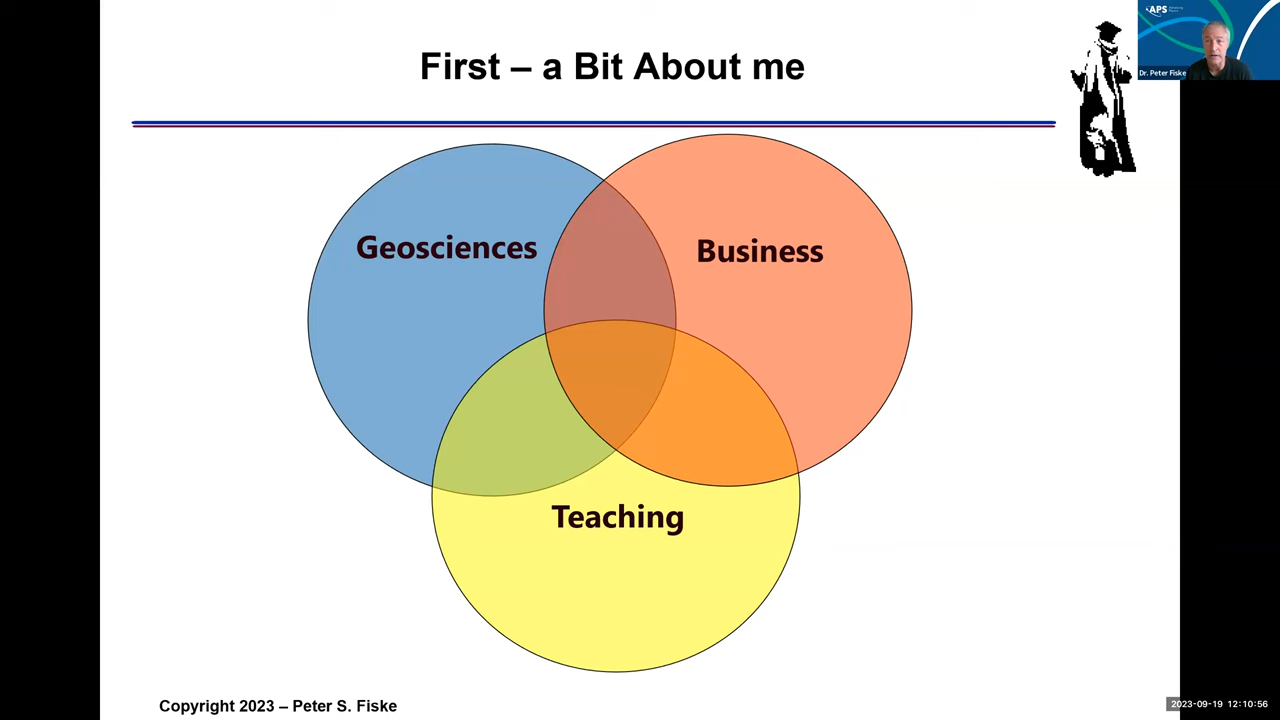 First – a Bit About me
APS
Dr. Peter Fiske
Geosciences
Business
Teaching
Copyright 2023 – Peter S. Fiske
2023-09-19 12:10:56